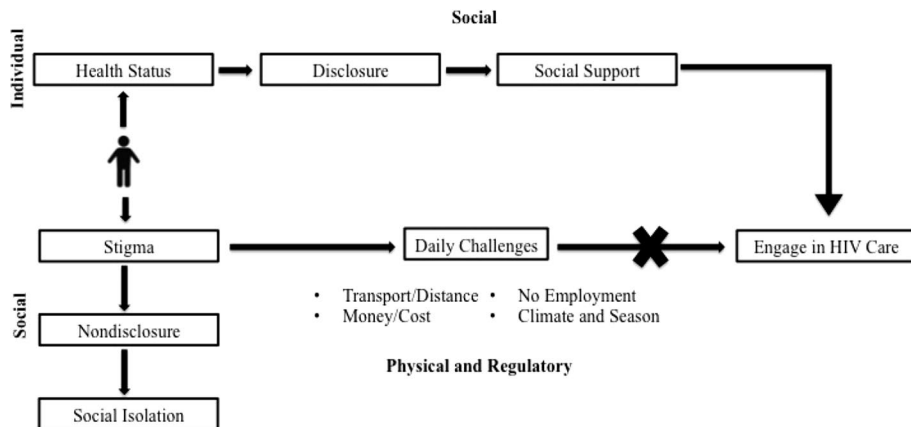 Social
Individual
Health Status
Disclosure
Social Support
Stigma
Daily Challenges
Engage in HIV Care
• Transport/Distance • No Employment
• Money/Cost • Climate and Season
Social
Nondisclosure
Physical and Regulatory
Social Isolation